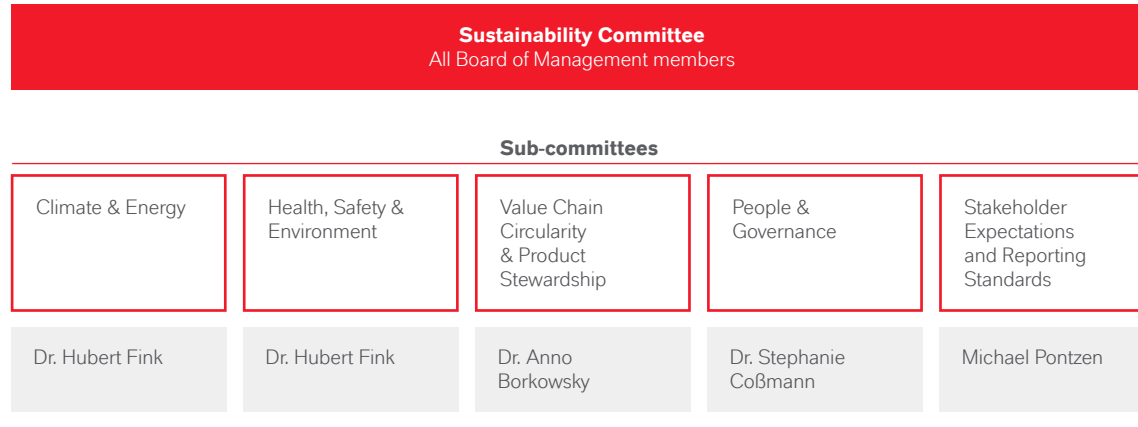 Sustainability Committee
All Board of Management members
Sub-committees
Climate & Energy
Health, Safety &
Environment
Value Chain
Circularity
& Product
Stewardship
People &
Governance
Stakeholder
Expectations
and Reporting
Standards
Dr. Hubert Fink
Dr. Hubert Fink
Dr. Anno
Borkowsky
Dr. Stephanie
Coßmann
Michael Pontzen